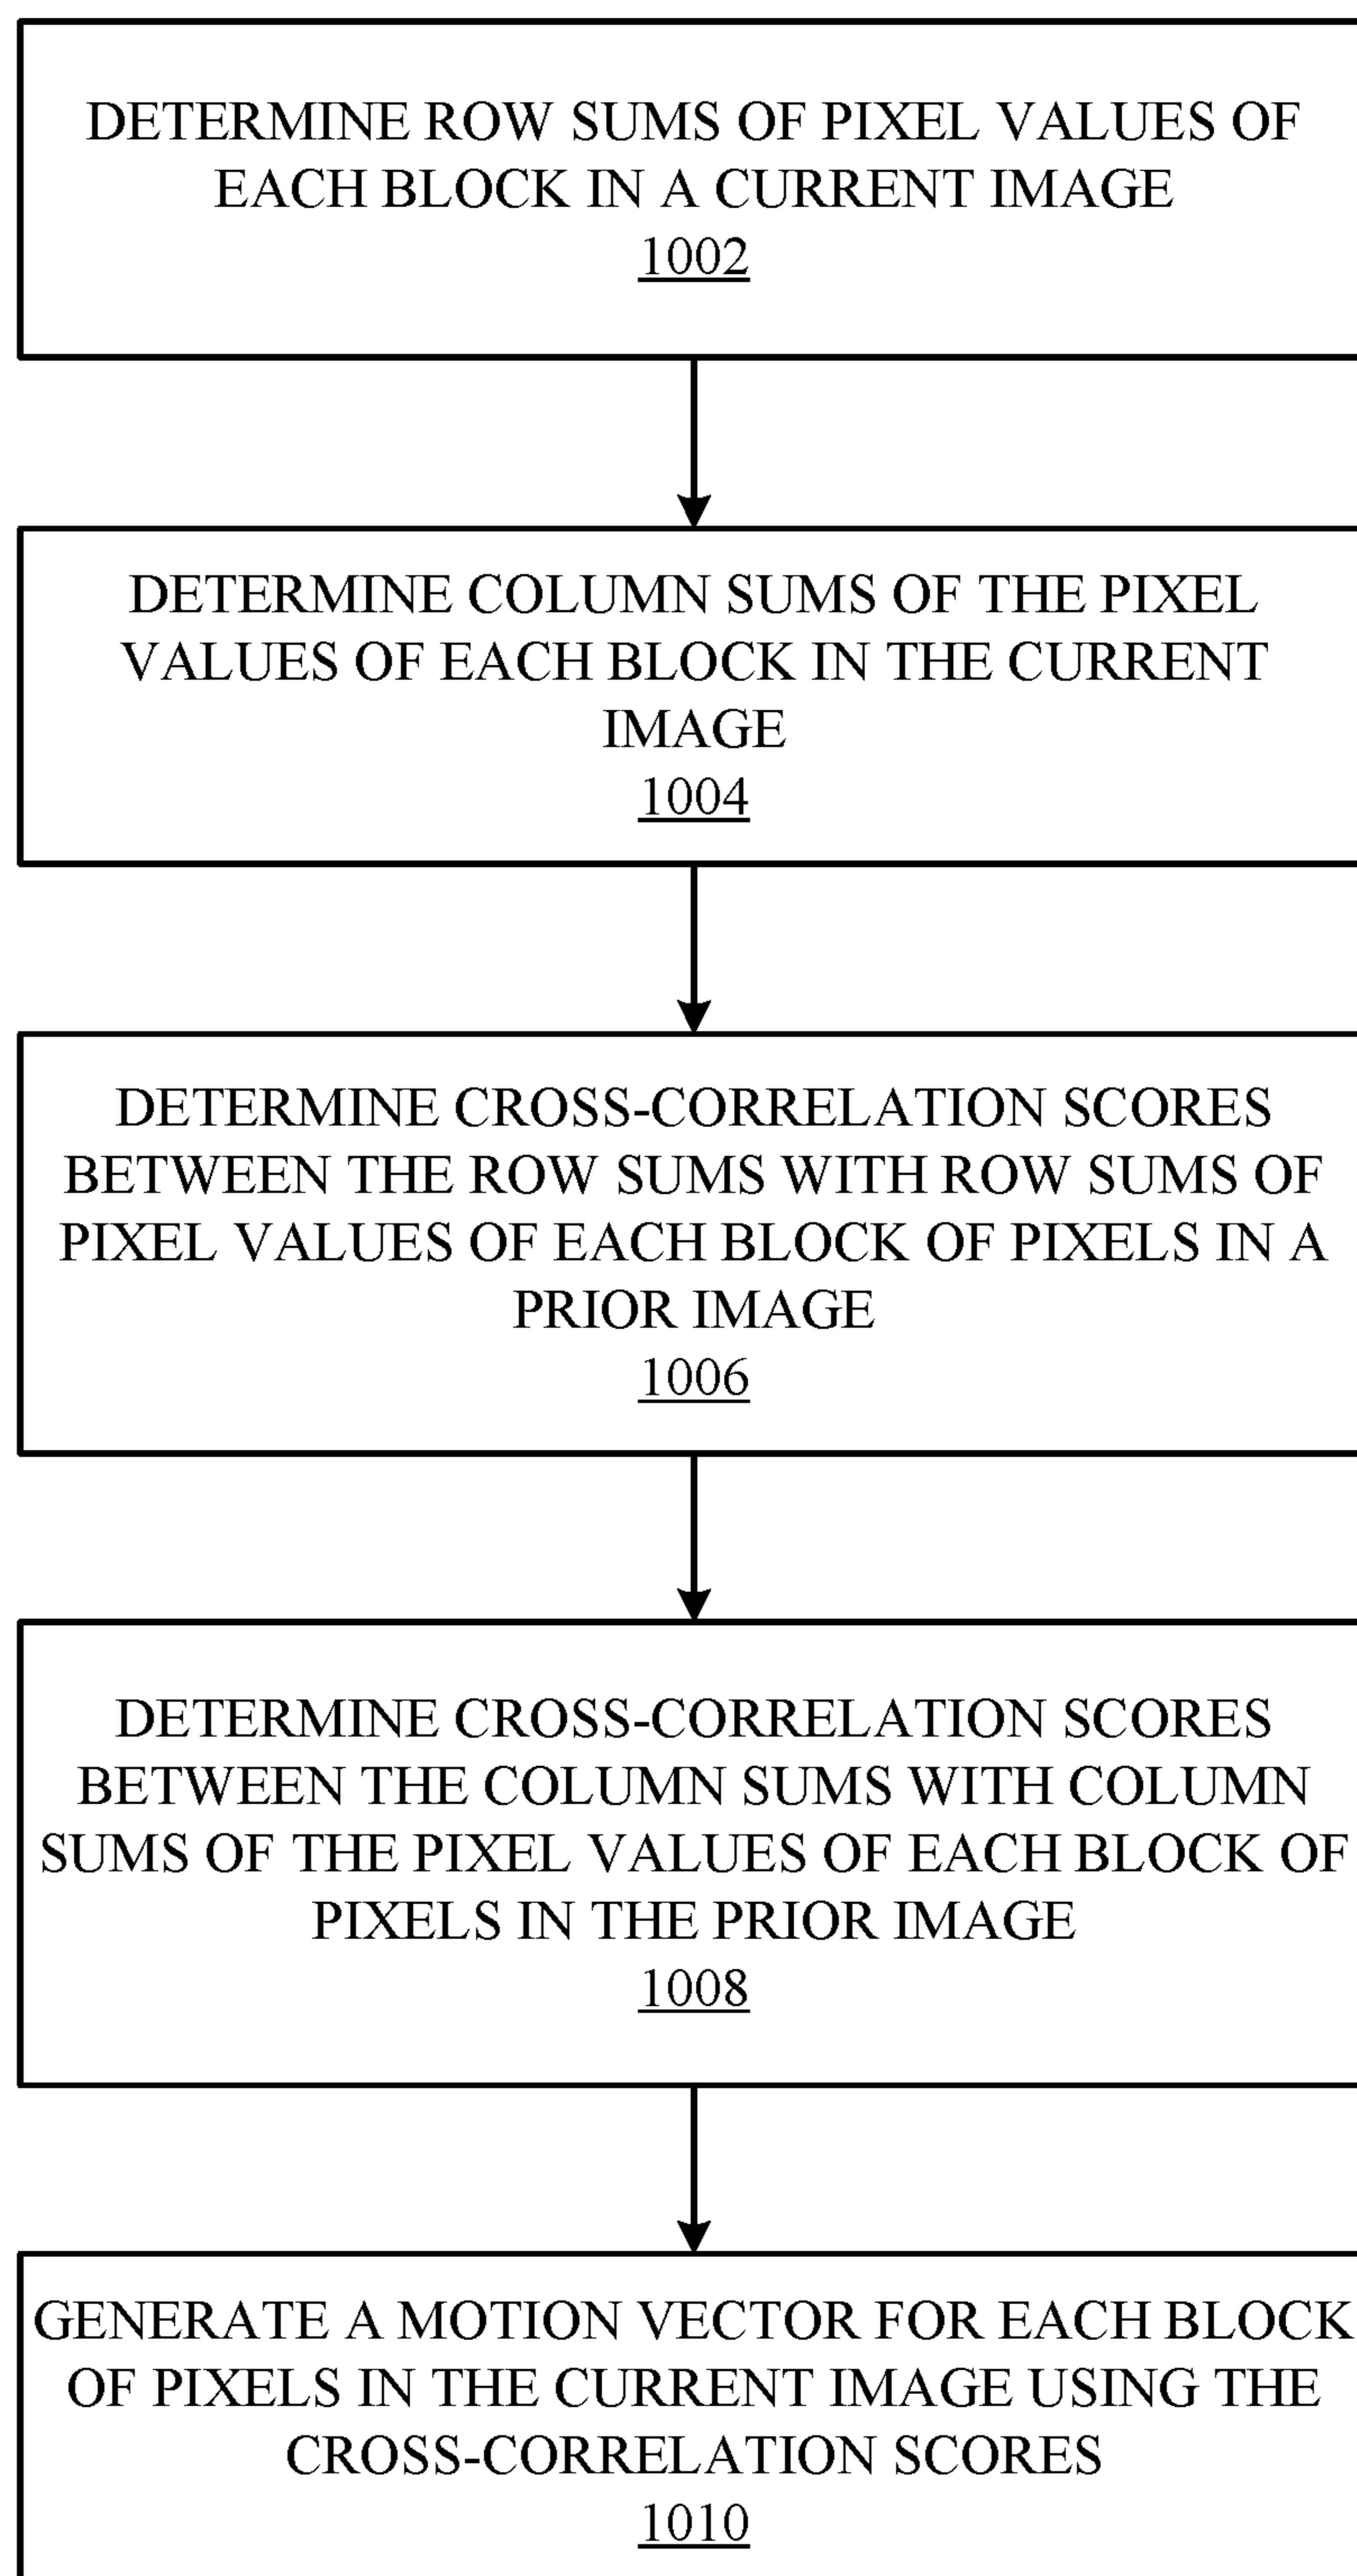 DETERMINE ROW SUMS OF PIXEL VALUES OF
EACH BLOCK IN A CURRENT IMAGE
1002
DETERMINE COLUMN SUMS OF THE PIXEL
VALUES OF EACH BLOCK IN THE CURRENT
IMAGE
1004
DETERMINE CROSS-CORRELATION SCORES
BETWEEN THE ROW SUMS WITH ROW SUMS OF
PIXEL VALUES OF EACH BLOCK OF PIXELS IN A
PRIOR IMAGE
1006
DETERMINE CROSS-CORRELATION SCORES
BETWEEN THE COLUMN SUMS WITH COLUMN
SUMS OF THE PIXEL VALUES OF EACH BLOCK OF
PIXELS IN THE PRIOR IMAGE
1008
GENERATE A MOTION VECTOR FOR EACH BLOCK
OF PIXELS IN THE CURRENT IMAGE USING THE
CROSS-CORRELATION SCORES
1010